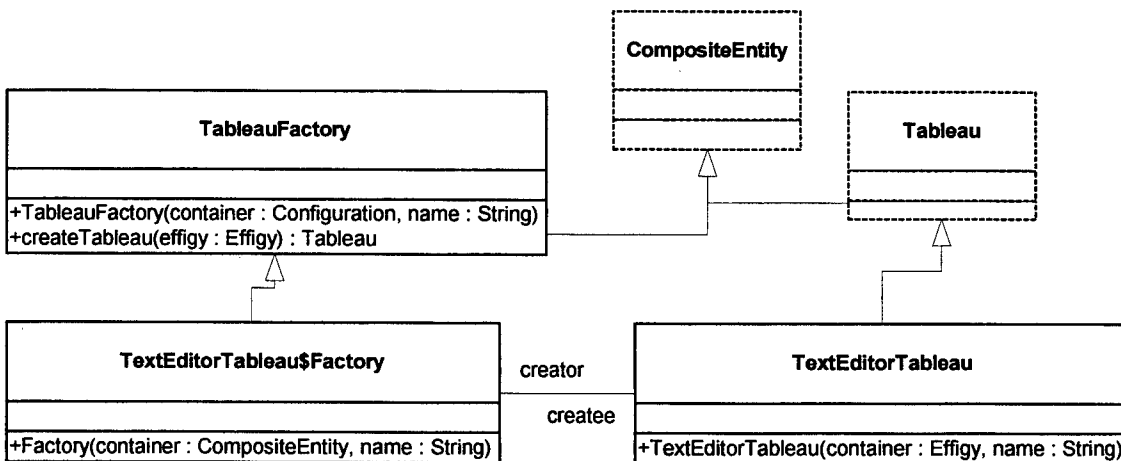 CompositeEntity
TableauFactory
Tableau
+TableauFactory(container : Configuration, name : String)
+createTableau(effigy : Effigy) : Tableau
TextEditorTableau$Factory
creator
createe
TextEditorTableau
+Factory(container : CompositeEntity, name : String)
+TextEditorTableau(container : Effigy, name : String)